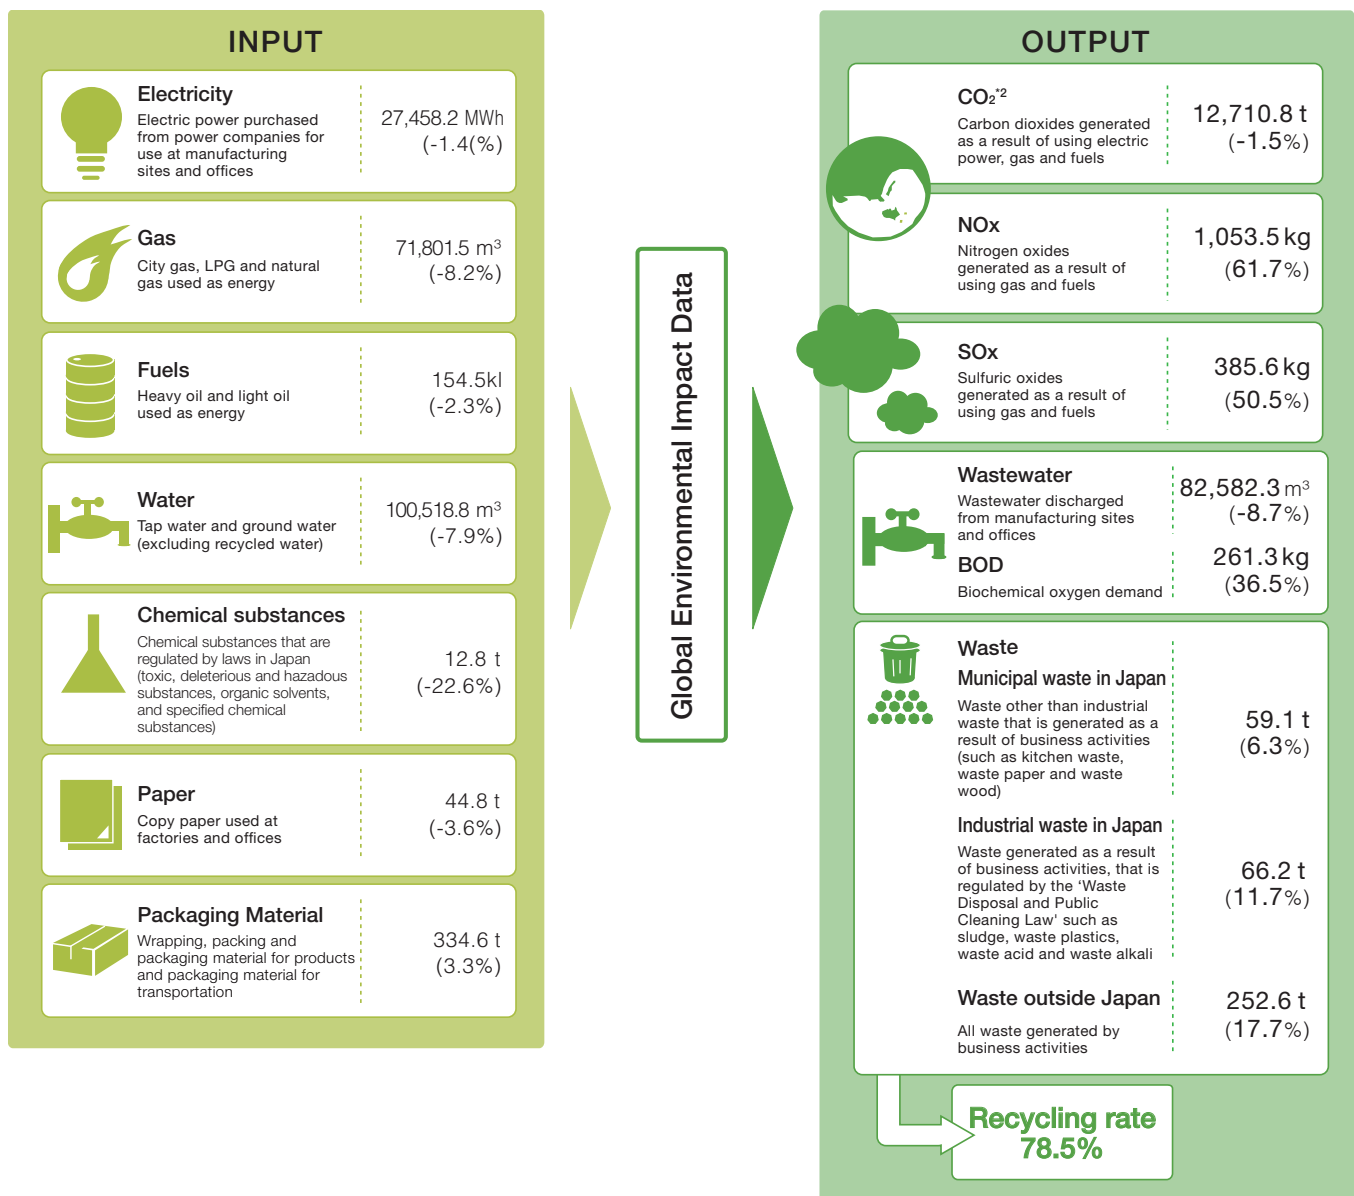 INPUT
Electricity
Electric power purchased
from power companies for
use at manufacturing
sites and offices
27,458.2 MWh
(-1.4(%)
Gas
City gas, LPG and natural
gas used as energy
71,801.5 m³
(-8.2%)
Fuels
Heavy oil and light oil
used as energy
154.5kl
(-2.3%)
Water
Tap water and ground water
(excluding recycled water)
100,518.8 m³
(-7.9%)
Chemical substances
Chemical substances that are
regulated by laws in Japan
(toxic, deleterious and hazadous
substances, organic solvents,
and specified chemical
substances)
12.8 t
(-22.6%)
Paper
Copy paper used at
factories and offices
44.8 t
(-3.6%)
Packaging Material
Wrapping, packing and
packaging material for products
and packaging material for
transportation
334.6 t
(3.3%)
Global Environmental Impact Data
OUTPUT
CO₂*2
Carbon dioxides generated
as a result of using electric
power, gas and fuels
12,710.8 t
(-1.5%)
NOx
Nitrogen oxides
generated as a result of
using gas and fuels
1,053.5 kg
(61.7%)
SOx
Sulfuric oxides
generated as a result of
using gas and fuels
385.6 kg
(50.5%)
Wastewater
Wastewater discharged
from manufacturing sites
and offices
82,582.3 m³
(-8.7%)
BOD
Biochemical oxygen demand
261.3 kg
(36.5%)
Waste
Municipal waste in Japan
Waste other than industrial
waste that is generated as a
result of business activities
(such as kitchen waste,
waste paper and waste
wood)
59.1 t
(6.3%)
Industrial waste in Japan
Waste generated as a result
of business activities, that is
regulated by the ‘Waste
Disposal and Public
Cleaning Law' such as
sludge, waste plastics,
waste acid and waste alkali
66.2 t
(11.7%)
Waste outside Japan
All waste generated by
business activities
252.6 t
(17.7%)
Recycling rate
78.5%